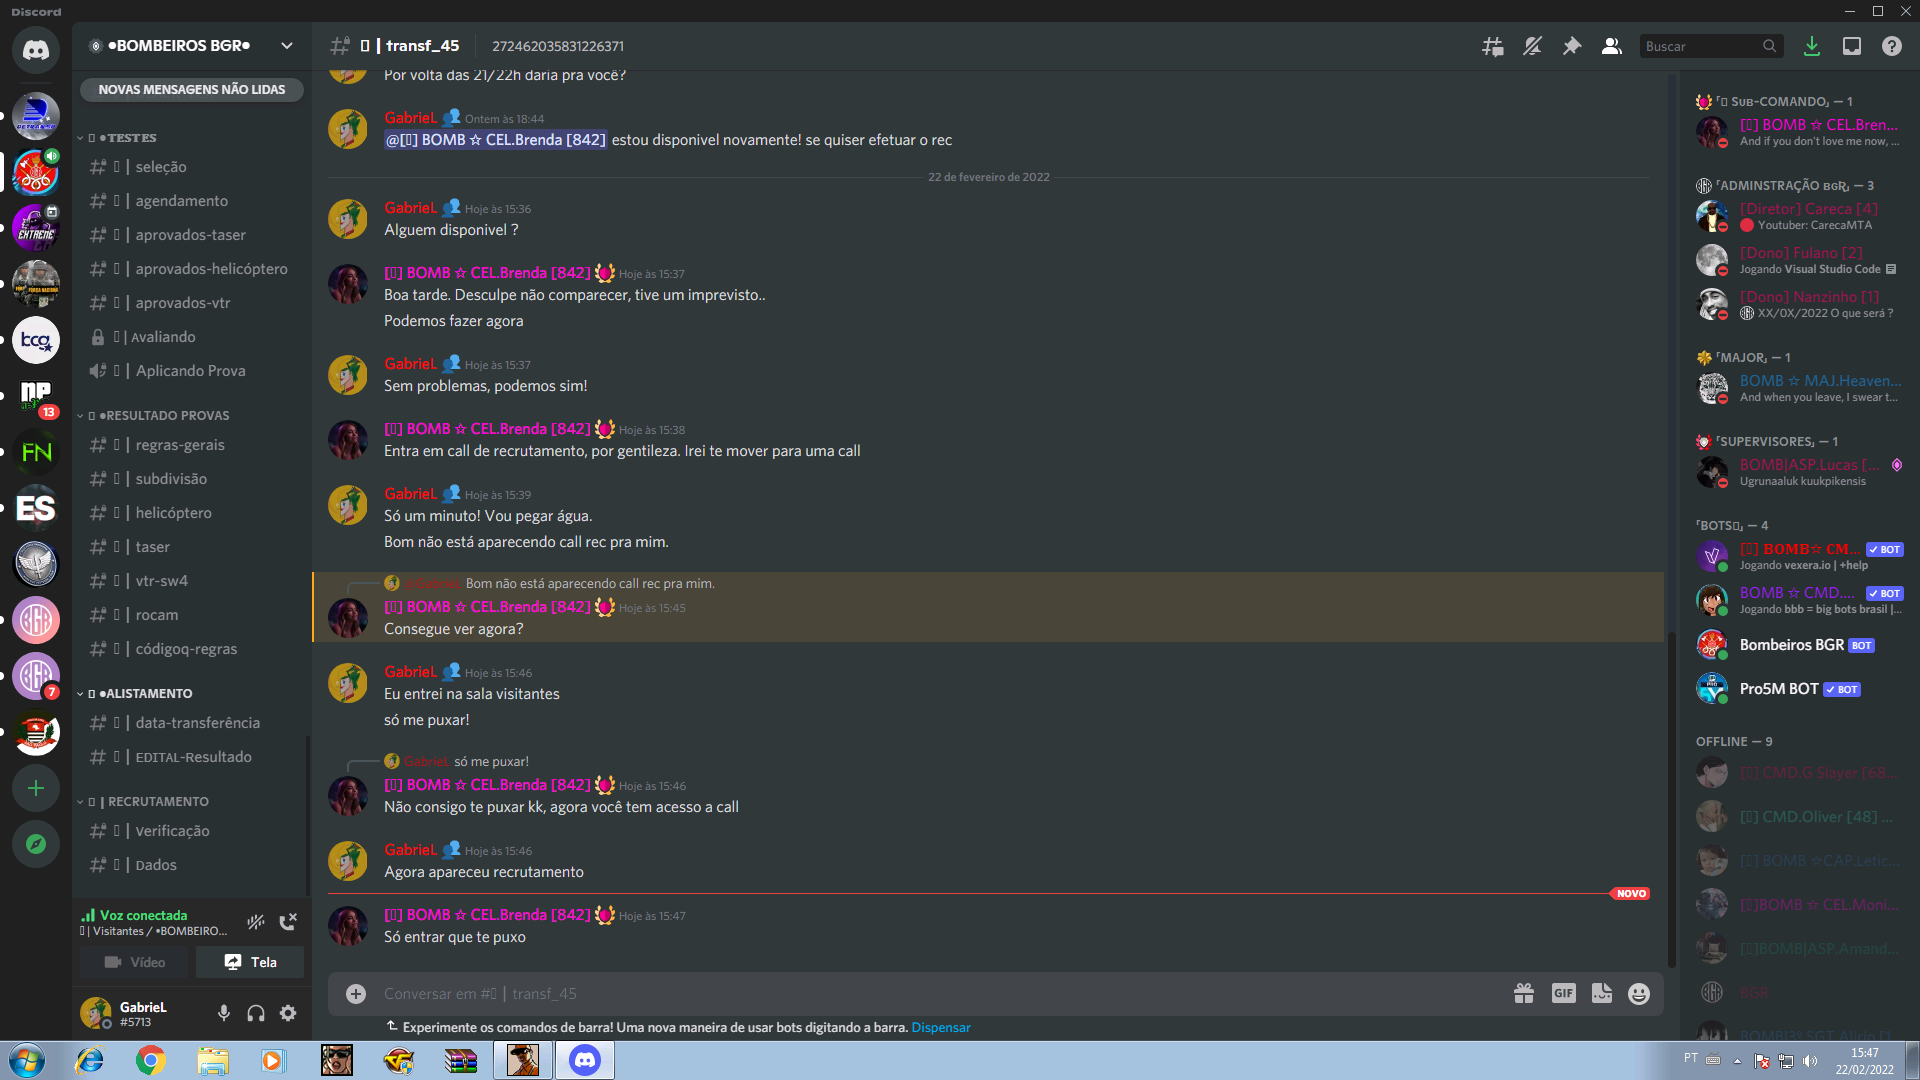 Discord
●BOMBEIROS BGR●
NOVAS MENSAGENS NÃO LIDAS
●TESTES
| seleção
| agendamento
| aprovados-taser
| aprovados-helicóptero
| aprovados-vtr
| Avaliando
| Aplicando Prova
●RESULTADO PROVAS
| regras-gerais
| subdivisão
| helicóptero
| taser
| vtr-sw4
| rocam
| códigoq-regras
●ALISTAMENTO
| data-transferência
| EDITAL-Resultado
| RECRUTAMENTO
| verificação
| Dados
Voz conectada
| Visitantes / •BOMBEIRO...
Vídeo
Tela
GabrieL
#5713
bcg
NP
13
FN
ES
BGR
BGR
7
| transf_45
272462035831226371
Buscar
Por volta das 21/22h daria pra você?
GabrieL Ontem às 18:44
@[▯] BOMB ☆ CEL.Brenda [842] estou disponivel novamente! se quiser efetuar o rec
22 de fevereiro de 2022
GabrieL Hoje às 15:36
Alguem disponivel ?
[▯] BOMB ☆ CEL.Brenda [842] Hoje às 15:37
Boa tarde. Desculpe não comparecer, tive um imprevisto..
Podemos fazer agora
GabrieL Hoje às 15:37
Sem problemas, podemos sim!
[▯] BOMB ☆ CEL.Brenda [842] Hoje às 15:38
Entra em call de recrutamento, por gentileza. Irei te mover para uma call
GabrieL Hoje às 15:39
Só um minuto! Vou pegar água.
Bom não está aparecendo call rec pra mim.
Bom não está aparecendo call rec pra mim.
[▯] BOMB ☆ CEL.Brenda [842] Hoje às 15:45
Consegue ver agora?
GabrieL Hoje às 15:46
Eu entrei na sala visitantes
só me puxar!
GabrieL só me puxar!
[▯] BOMB ☆ CEL.Brenda [842] Hoje às 15:46
Não consigo te puxar kk, agora você tem acesso a call
GabrieL Hoje às 15:46
Agora apareceu recrutamento
NOVO
[▯] BOMB ☆ CEL.Brenda [842] Hoje às 15:47
Só entrar que te puxo
Conversar em #▯ | transf_45
GIF
Experimente os comandos de barra! Uma nova maneira de usar bots digitando a barra. Dispensar
「▯ SUB-COMANDO」 — 1
[▯] BOMB ☆ CEL.Bren...
And if you don't love me now, ...
「ADMINSTRAÇÃO BGR」 — 3
[Diretor] Careca [4]
Youtuber: CarecaMTA
[Dono] Fulano [2]
Jogando Visual Studio Code
[Dono] Nanzinho [1]
XX/0X/2022 O que será ?
「MAJOR」 — 1
BOMB ☆ MAJ.Heaven...
And when you leave, I swear t...
「SUPERVISORES」 — 1
BOMB|ASP.Lucas [...
Ugrunaaluk kuukpikensis
「BOTS▯」 — 4
[▯] BOMB☆ CM... BOT
Jogando vexera.io | +help
BOMB ☆ CMD.... BOT
Jogando bbb = big bots brasil |...
Bombeiros BGR BOT
Pro5M BOT BOT
OFFLINE — 9
[▯] CMD.G Slayer [68...
[▯] CMD.Oliver [48] ...
[▯] BOMB ☆CAP.Letic...
[▯]BOMB ☆ CEL.Moni...
[▯]BOMB|ASP.Amand...
BGR
PT
15:47
22/02/2022